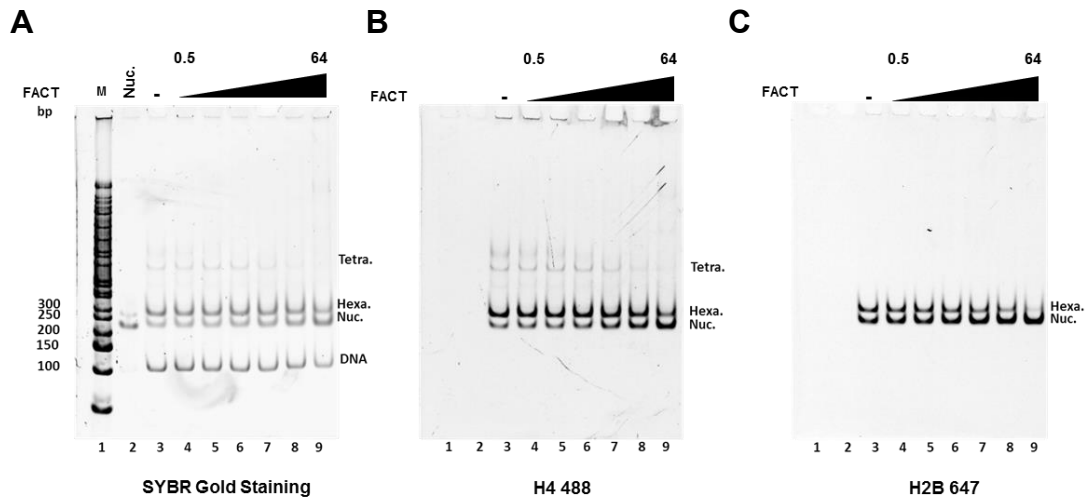 A
FACT
bp
M
Nuc.
-
0.5
64
300
250
200
150
100
Tetra.
Hexa.
Nuc.
DNA
1 2 3 4 5 6 7 8 9
SYBR Gold Staining
B
FACT
-
0.5
64
Tetra.
Hexa.
Nuc.
1 2 3 4 5 6 7 8 9
H4 488
C
FACT
-
0.5
64
Hexa.
Nuc.
1 2 3 4 5 6 7 8 9
H2B 647